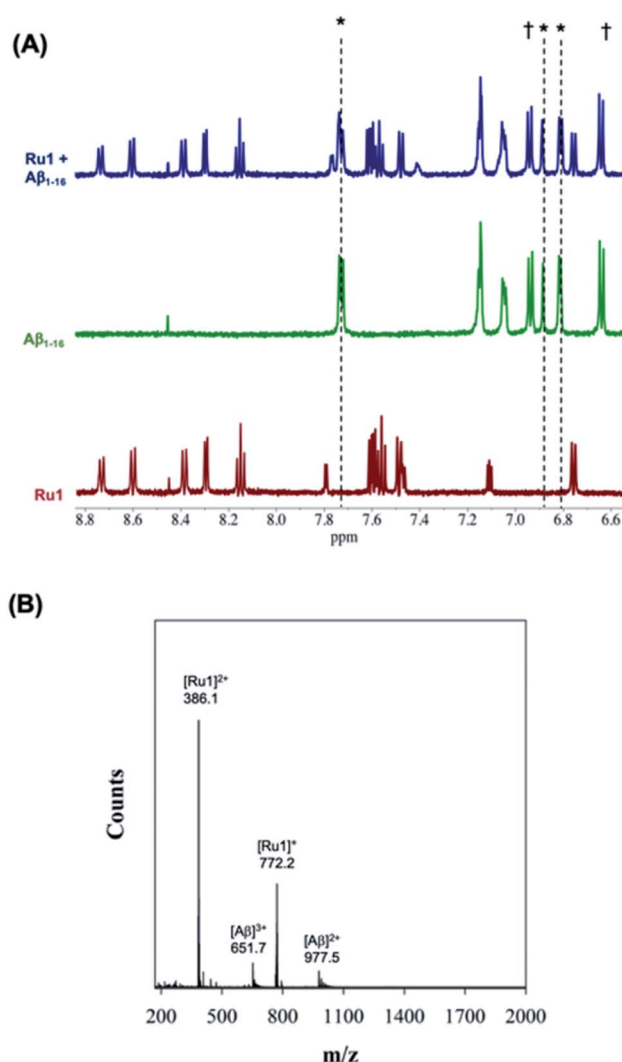 (A)
* † * * †
Ru1 +
Aβ₁₋₁₆
Aβ₁₋₁₆
Ru1
8.8 8.6 8.4 8.2 8.0 7.8 7.6 7.4 7.2 7.0 6.8 6.6
ppm
(B)
[Ru1]²⁺
386.1
[Ru1]⁺
772.2
[Aβ]³⁺
651.7
[Aβ]²⁺
977.5
Counts
200 500 800 1100 1400 1700 2000
m/z